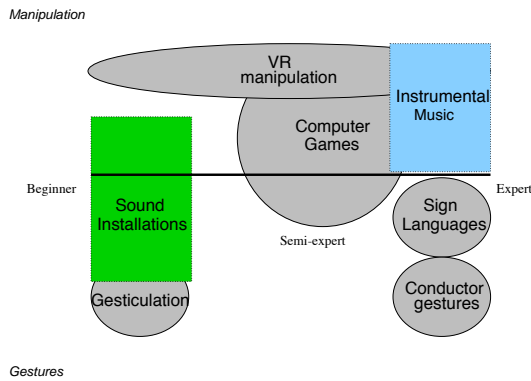 Manipulation
VR
manipulation
Instrumental
Music
Computer
Games
Beginner
Expert
Sound
Installations
Sign
Languages
Semi-expert
Gesticulation
Conductor
gestures
Gestures